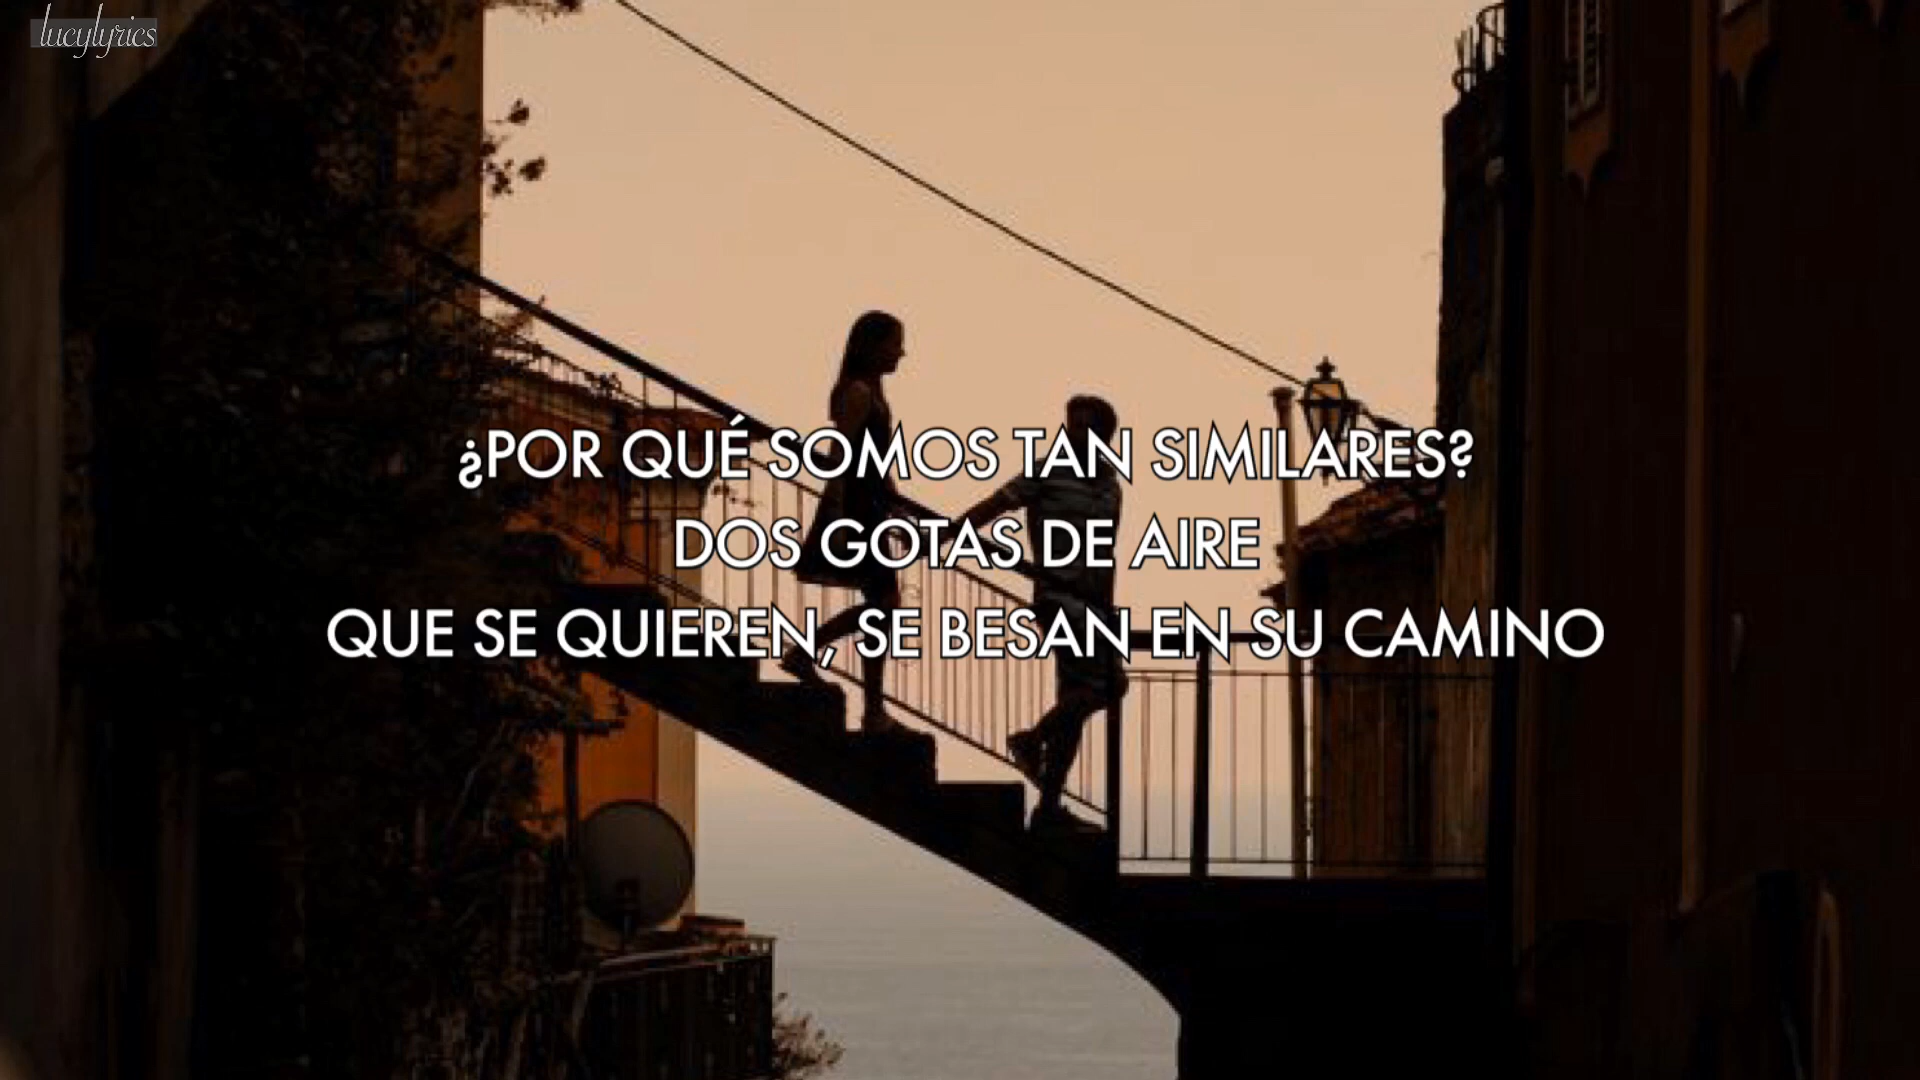 lucylyrics
¿POR QUÉ SOMOS TAN SIMILARES?
DOS GOTAS DE AIRE
QUE SE QUIEREN, SE BESAN EN SU CAMINO